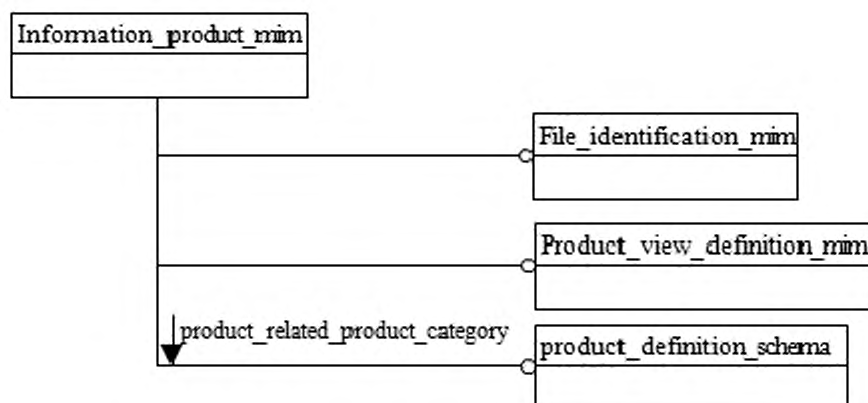 Information_product_mim
File_identification_mim
Product_view_definition_mim
product_related_product_category
product_definition_schema